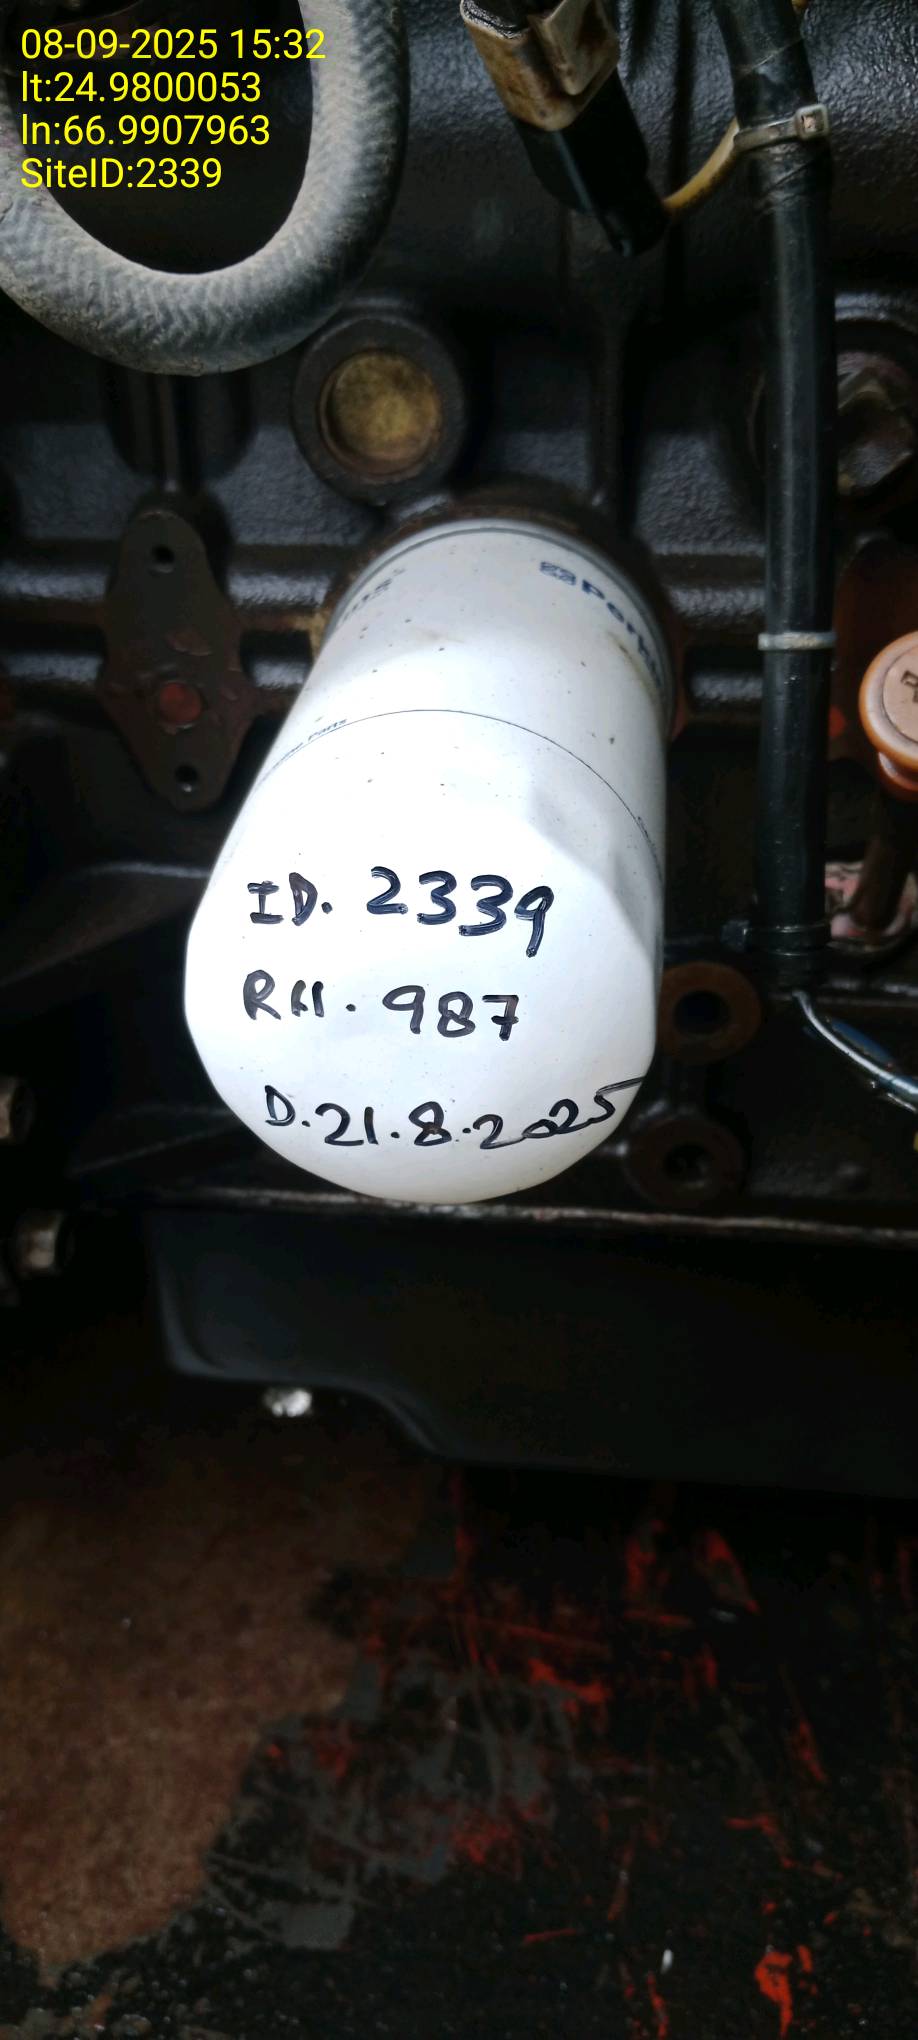 08-09-2025 15:32
lt:24.9800053
ln:66.9907963
SiteID:2339
ID. 2339
RH. 987
D.21.8.2025